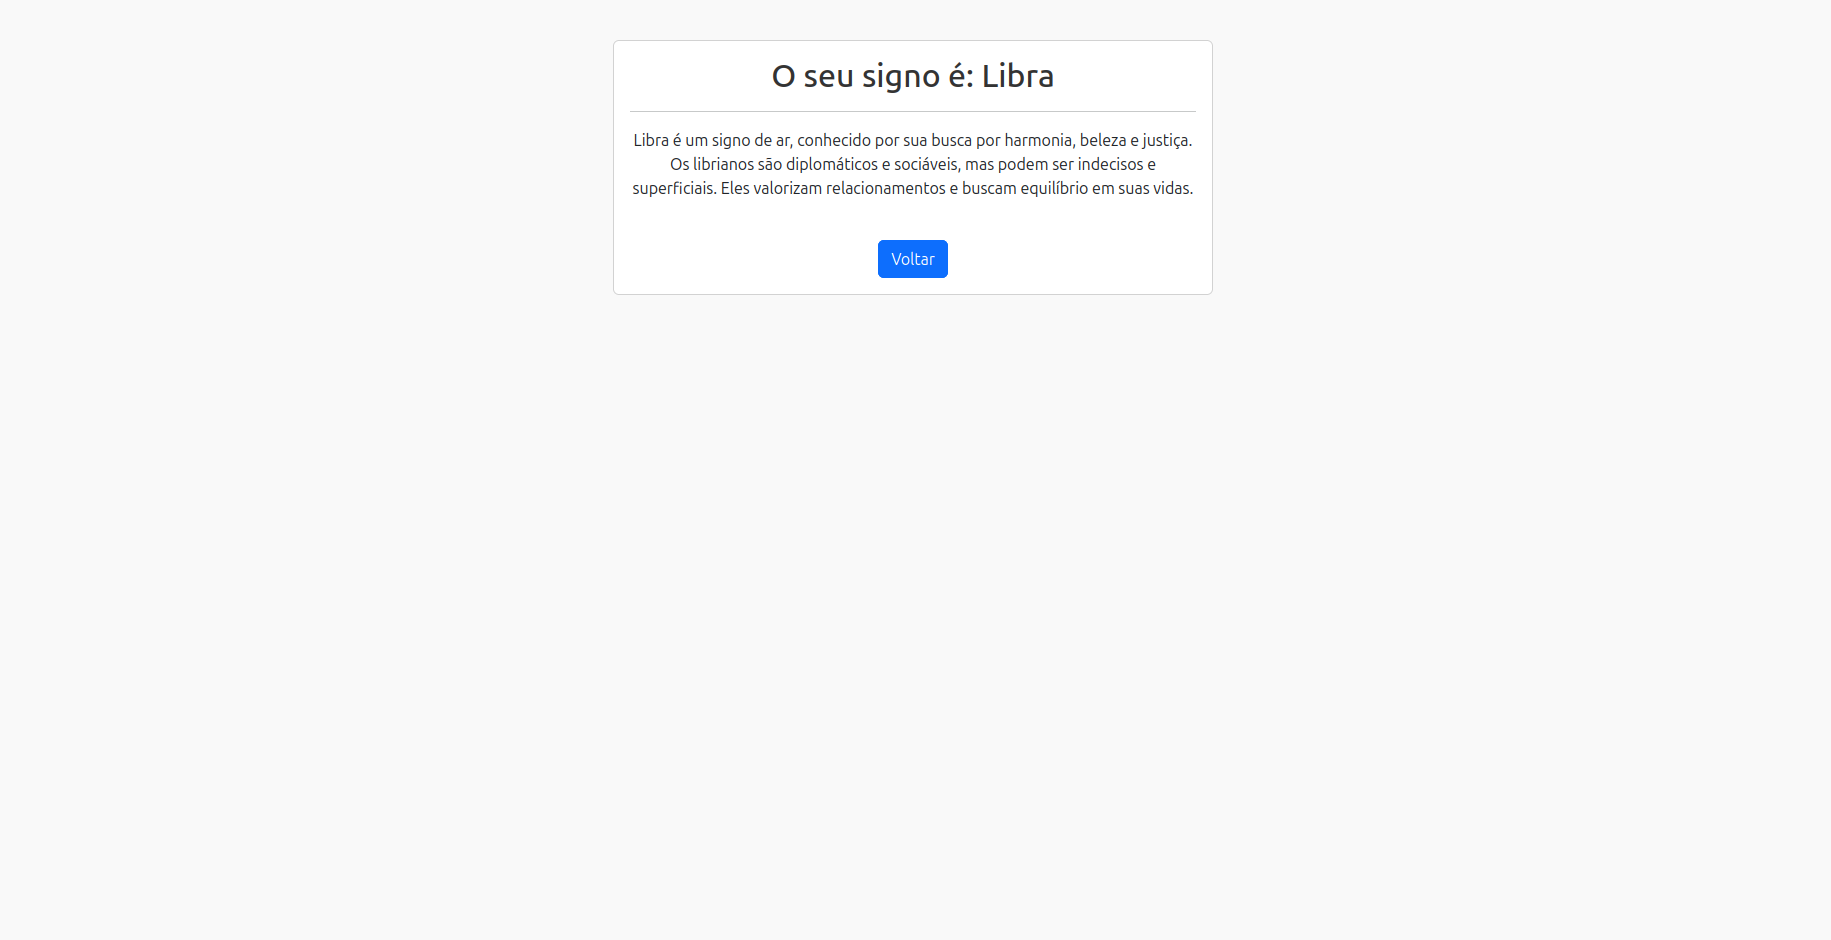 O seu signo é: Libra
Libra é um signo de ar, conhecido por sua busca por harmonia, beleza e justiça.
Os librianos são diplomáticos e sociáveis, mas podem ser indecisos e
superficiais. Eles valorizam relacionamentos e buscam equilíbrio em suas vidas.
Voltar